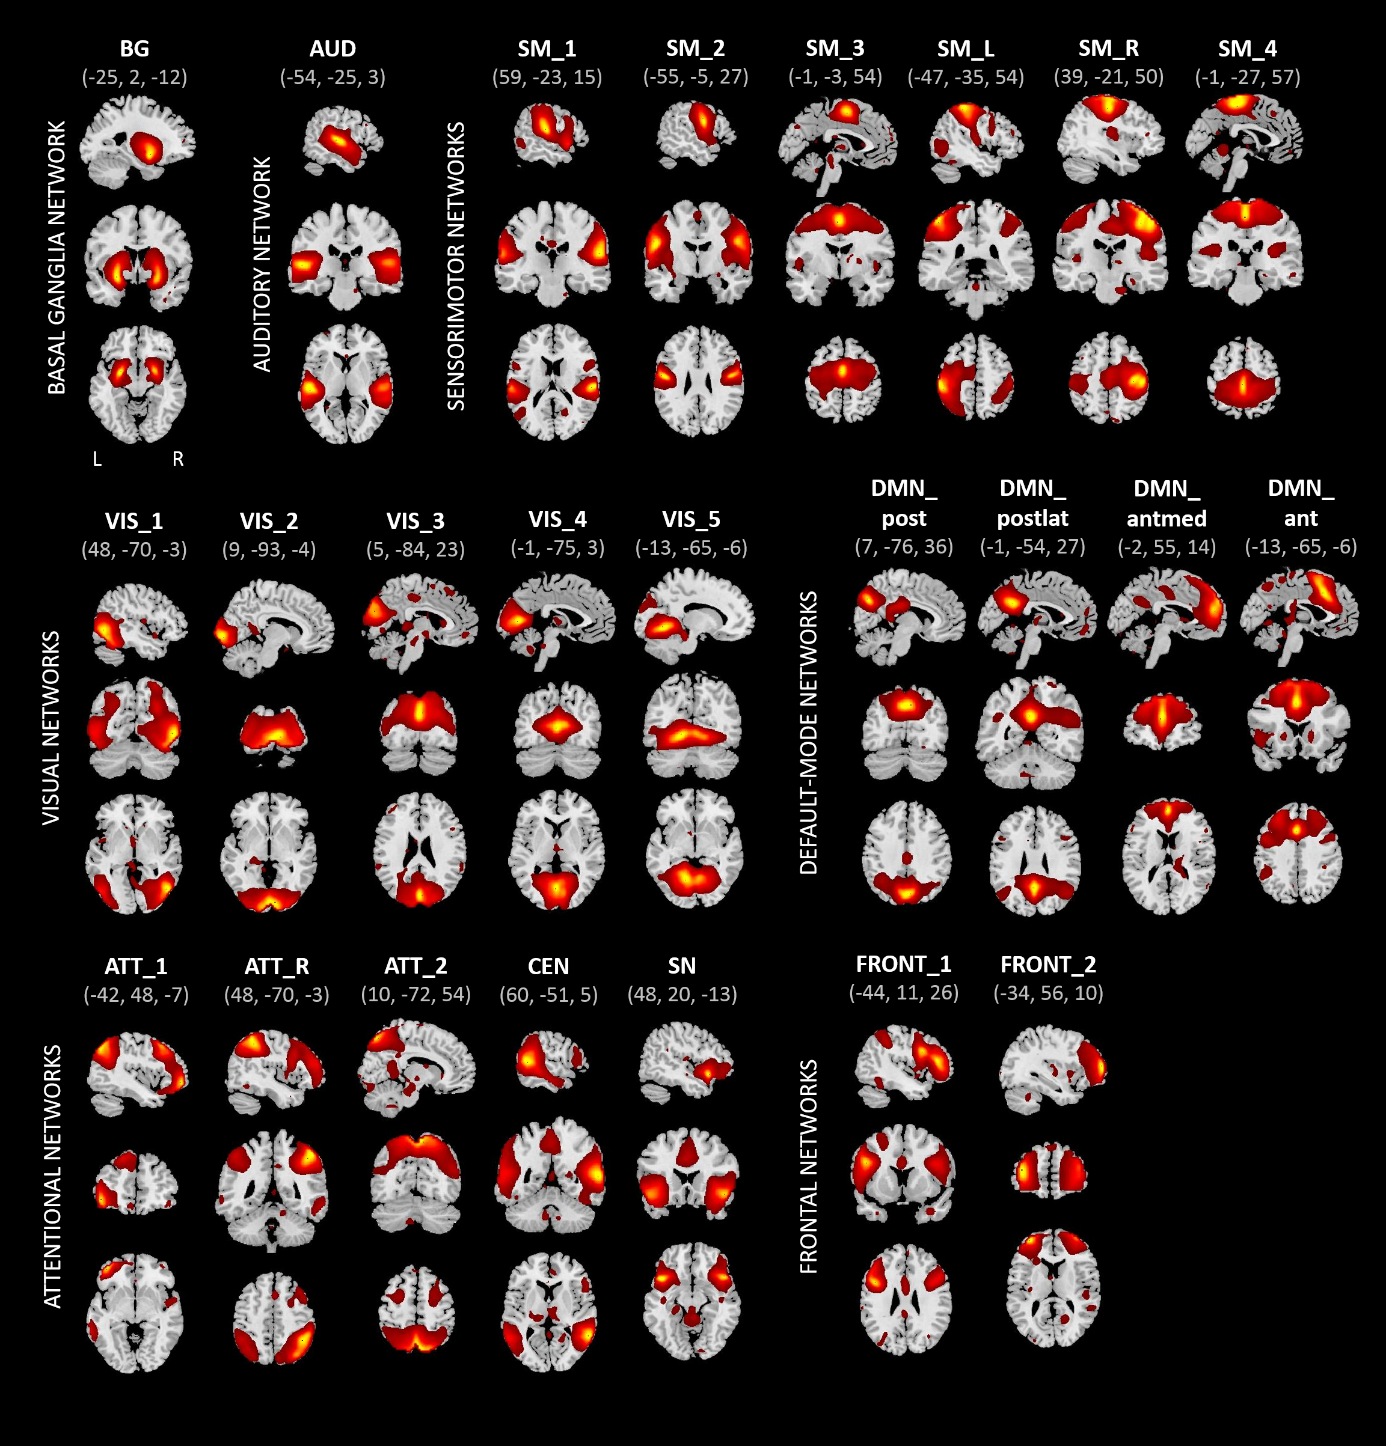 BG
(-25, 2, -12)
AUD
(-54, -25, 3)
SM_1
(59, -23, 15)
SM_2
(-55, -5, 27)
SM_3
(-1, -3, 54)
SM_L
(-47, -35, 54)
SM_R
(39, -21, 50)
SM_4
(-1, -27, 57)
BASAL GANGLIA NETWORK
AUDITORY NETWORK
SENSORIMOTOR NETWORKS
L R
VIS_1
(48, -70, -3)
VIS_2
(9, -93, -4)
VIS_3
(5, -84, 23)
VIS_4
(-1, -75, 3)
VIS_5
(-13, -65, -6)
DMN_
post
(7, -76, 36)
DMN_
postlat
(-1, -54, 27)
DMN_
antmed
(-2, 55, 14)
DMN_
ant
(-13, -65, -6)
VISUAL NETWORKS
DEFAULT-MODE NETWORKS
ATT_1
(-42, 48, -7)
ATT_R
(48, -70, -3)
ATT_2
(10, -72, 54)
CEN
(60, -51, 5)
SN
(48, 20, -13)
FRONT_1
(-44, 11, 26)
FRONT_2
(-34, 56, 10)
ATTENTIONAL NETWORKS
FRONTAL NETWORKS